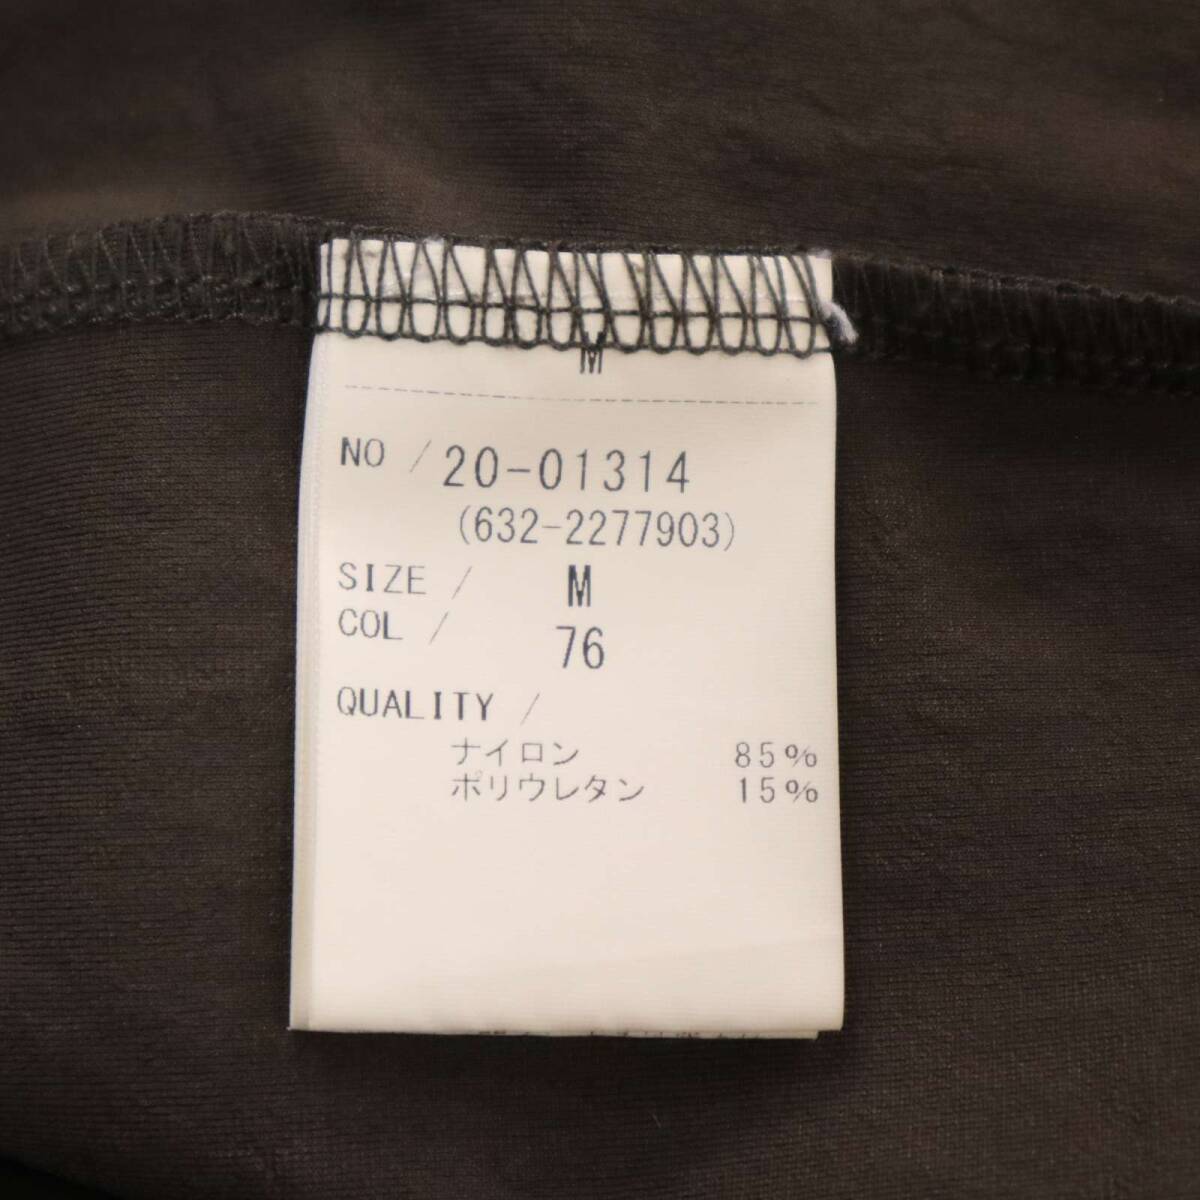 M
NO / 20-01314
(632-2277903)
SIZE / M
COL / 76
QUALITY /
ナイロン 85%
ポリウレタン 15%